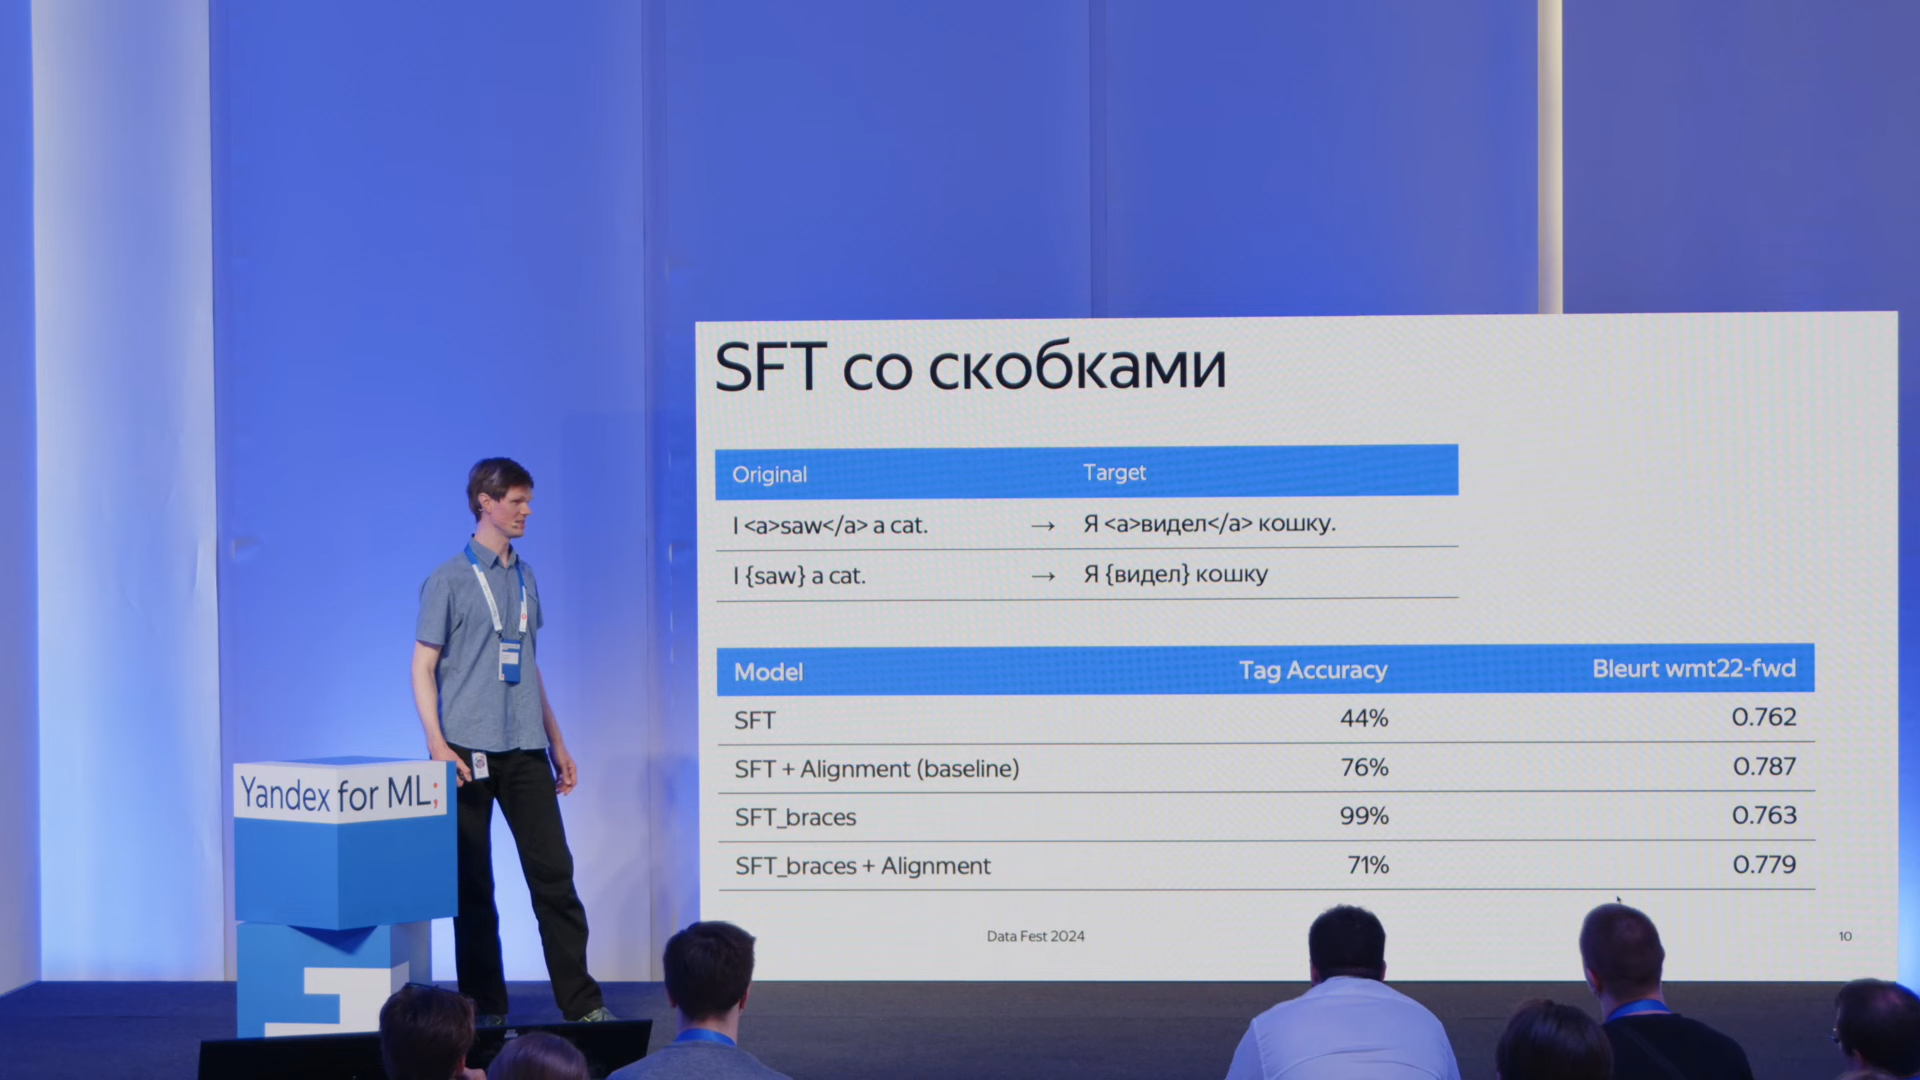 SFT со скобками
Original Target
I <a>saw</a> a cat. → Я <a>видел</a> кошку.
I {saw} a cat. → Я {видел} кошку
Model Tag Accuracy Bleurt wmt22-fwd
SFT 44% 0.762
SFT + Alignment (baseline) 76% 0.787
SFT_braces 99% 0.763
SFT_braces + Alignment 71% 0.779
Data Fest 2024 10
Yandex for ML;